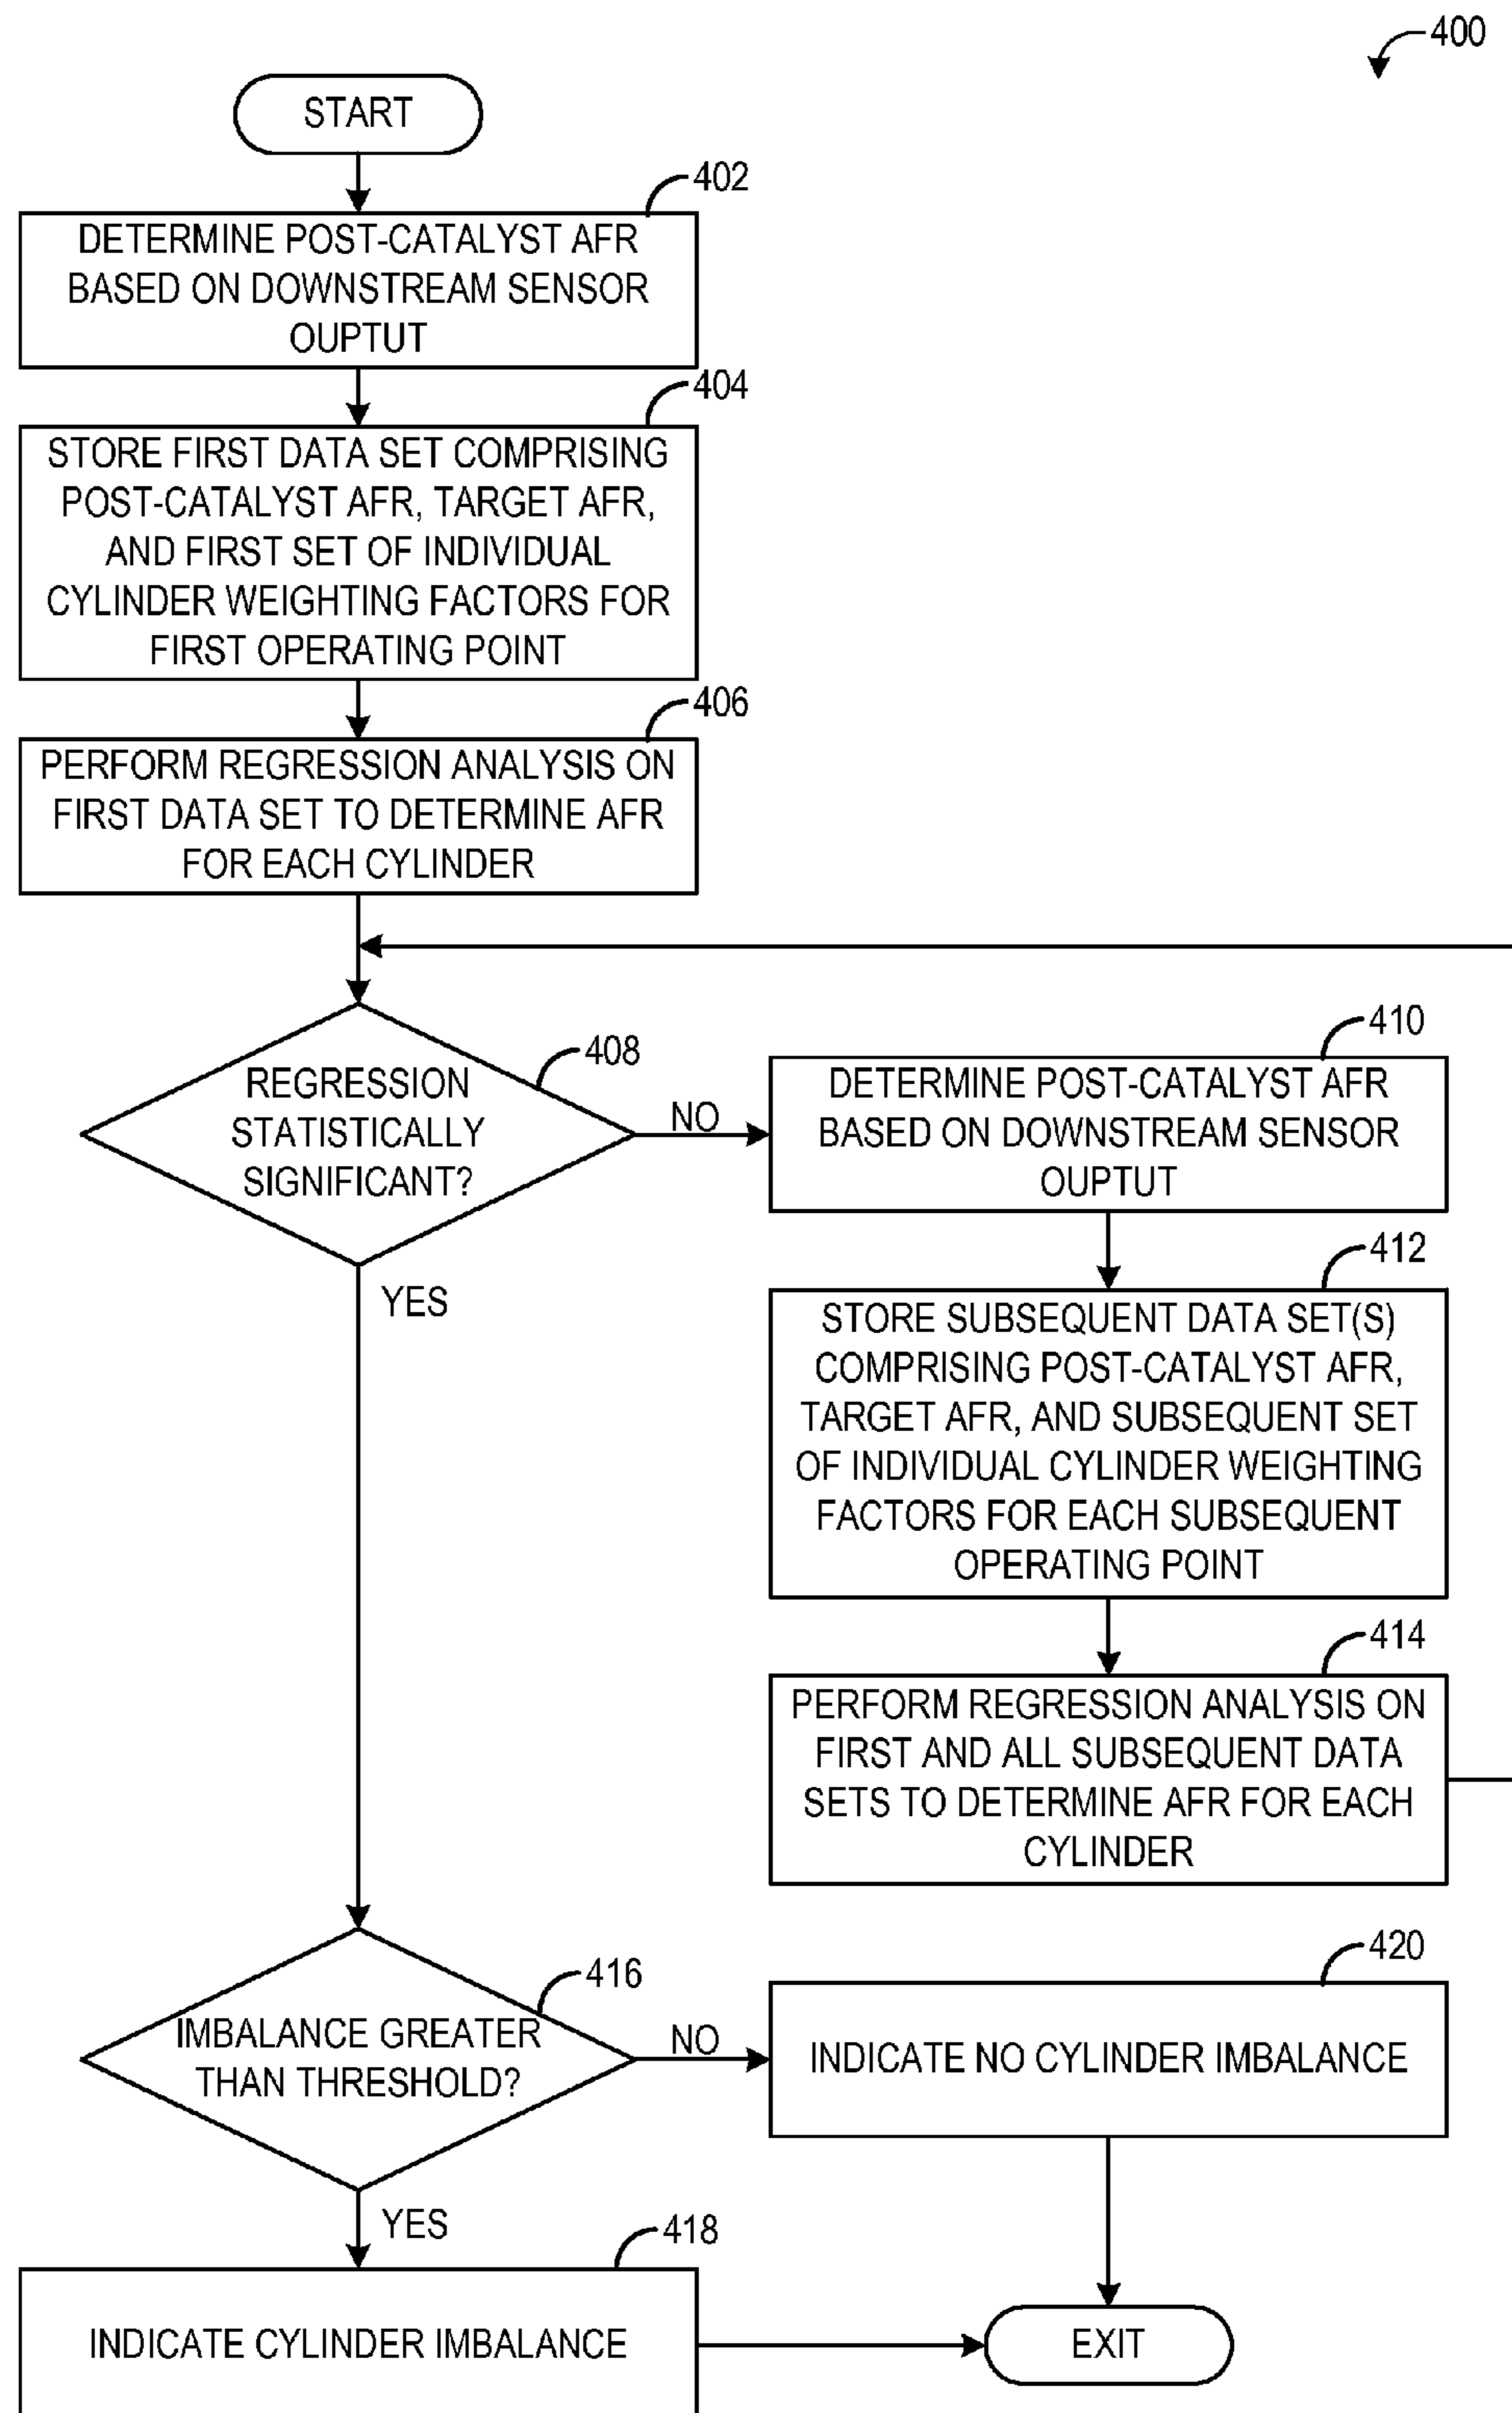 400
START
402
DETERMINE POST-CATALYST AFR
BASED ON DOWNSTREAM SENSOR
OUPTUT
404
STORE FIRST DATA SET COMPRISING
POST-CATALYST AFR, TARGET AFR,
AND FIRST SET OF INDIVIDUAL
CYLINDER WEIGHTING FACTORS FOR
FIRST OPERATING POINT
406
PERFORM REGRESSION ANALYSIS ON
FIRST DATA SET TO DETERMINE AFR
FOR EACH CYLINDER
408
REGRESSION
STATISTICALLY
SIGNIFICANT?
NO
YES
410
DETERMINE POST-CATALYST AFR
BASED ON DOWNSTREAM SENSOR
OUPTUT
412
STORE SUBSEQUENT DATA SET(S)
COMPRISING POST-CATALYST AFR,
TARGET AFR, AND SUBSEQUENT SET
OF INDIVIDUAL CYLINDER WEIGHTING
FACTORS FOR EACH SUBSEQUENT
OPERATING POINT
414
PERFORM REGRESSION ANALYSIS ON
FIRST AND ALL SUBSEQUENT DATA
SETS TO DETERMINE AFR FOR EACH
CYLINDER
416
IMBALANCE GREATER
THAN THRESHOLD?
NO
YES
420
INDICATE NO CYLINDER IMBALANCE
418
INDICATE CYLINDER IMBALANCE
EXIT